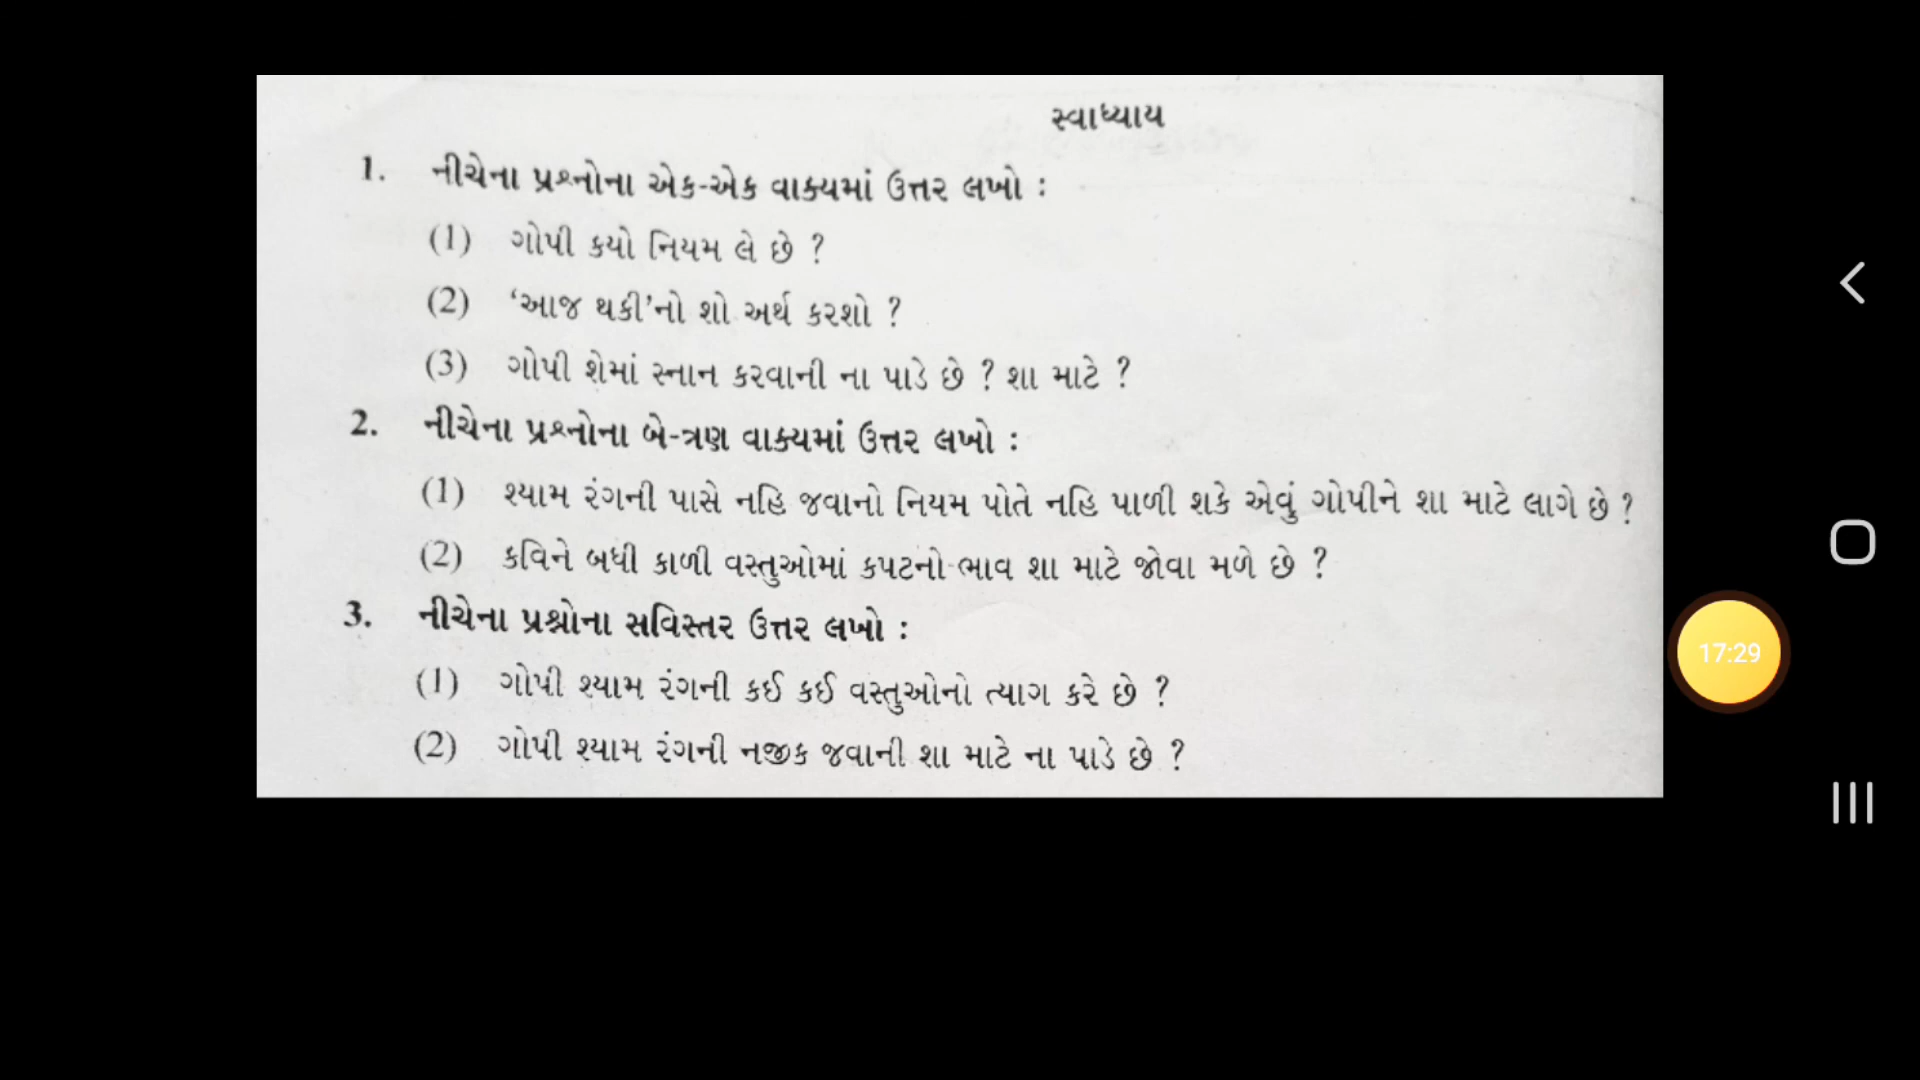 સ્વાધ્યાય
1. નીચેના પ્રશ્નોના એક-એક વાક્યમાં ઉત્તર લખો :
(1) ગોપી કયો નિયમ લે છે ?
(2) ‘આજ થકી’નો શો અર્થ કરશો ?
(3) ગોપી શેમાં સ્નાન કરવાની ના પાડે છે ? શા માટે ?
2. નીચેના પ્રશ્નોના બે-ત્રણ વાક્યમાં ઉત્તર લખો :
(1) શ્યામ રંગની પાસે નહિ જવાનો નિયમ પોતે નહિ પાળી શકે એવું ગોપીને શા માટે લાગે છે ?
(2) કવિને બધી કાળી વસ્તુઓમાં કપટનો ભાવ શા માટે જોવા મળે છે ?
3. નીચેના પ્રશ્નોના સવિસ્તર ઉત્તર લખો :
17:29
(1) ગોપી શ્યામ રંગની કઈ કઈ વસ્તુઓનો ત્યાગ કરે છે ?
(2) ગોપી શ્યામ રંગની નજીક જવાની શા માટે ના પાડે છે ?